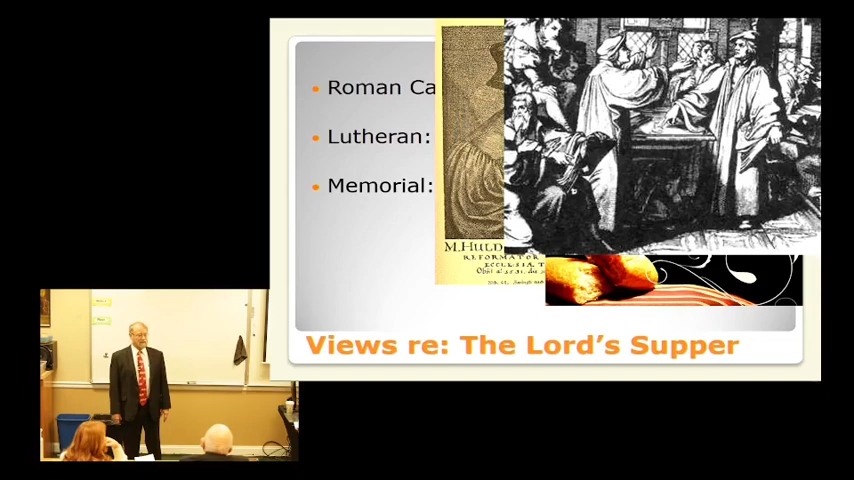 Roman Ca
Lutheran:
Memorial:
M.HULD
REFORMATOR
ECCLESIA T
Views re: The Lord's Supper